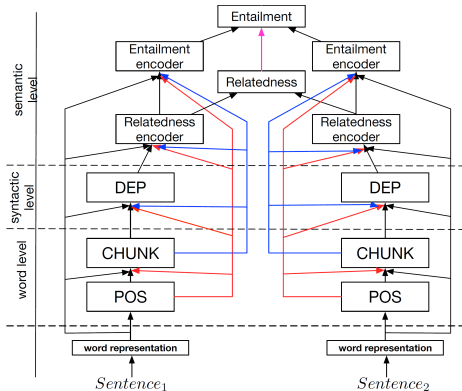 Entailment
Entailment
encoder
Entailment
encoder
Relatedness
Relatedness
encoder
Relatedness
encoder
semantic
level
DEP
DEP
syntactic
level
CHUNK
CHUNK
word level
POS
POS
word representation
word representation
Sentence1
Sentence2